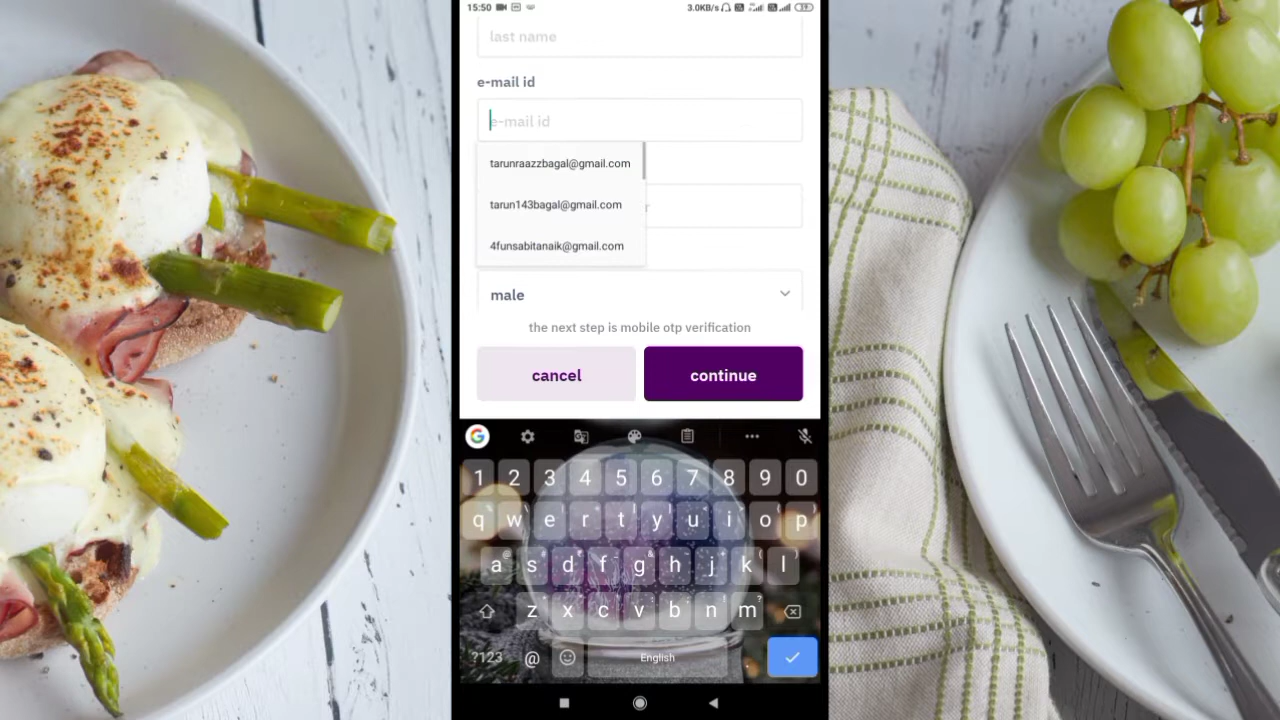 15:50
3.0KB/s
last name
e-mail id
e-mail id
tarunraazzbagal@gmail.com
tarun143bagal@gmail.com
4funsabitanaik@gmail.com
male
the next step is mobile otp verification
cancel
continue
1 2 3 4 5 6 7 8 9 0
q w e r t y u i o p
a s d f g h j k l
z x c v b n m
?123 @ English